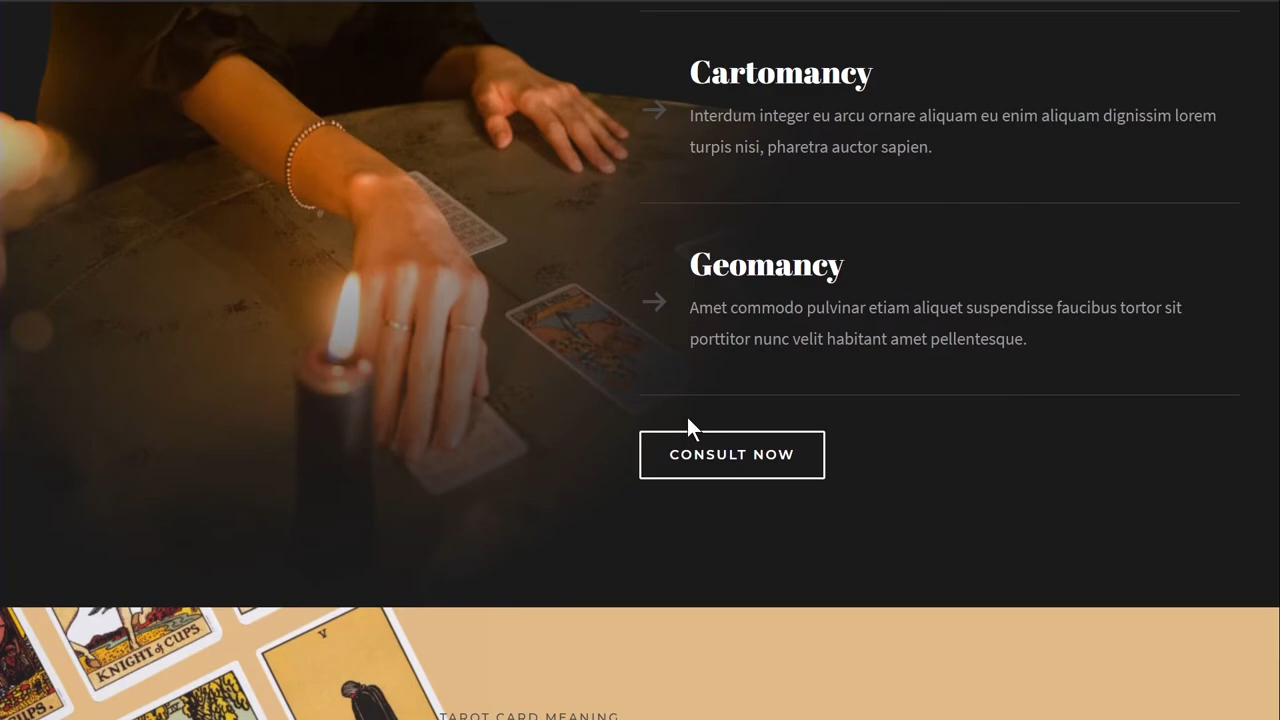 Cartomancy
Interdum integer eu arcu ornare aliquam eu enim aliquam dignissim lorem
turpis nisi, pharetra auctor sapien.
Geomancy
Amet commodo pulvinar etiam aliquet suspendisse faucibus tortor sit
porttitor nunc velit habitant amet pellentesque.
CONSULT NOW
KNIGHT of CUPS
V
CUPS.
TAROT CARD MEANING